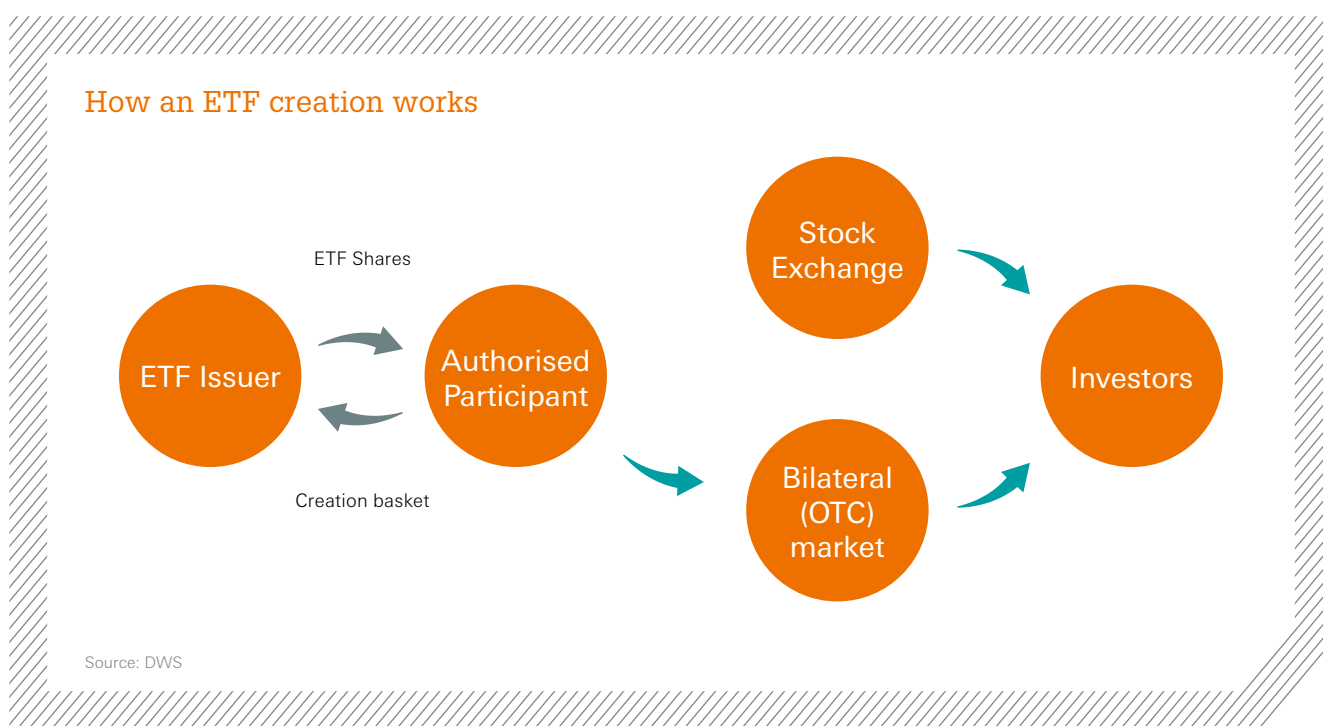 How an ETF creation works
ETF Shares
ETF Issuer
Authorised
Participant
Creation basket
Stock
Exchange
Bilateral
(OTC)
market
Investors
Source: DWS